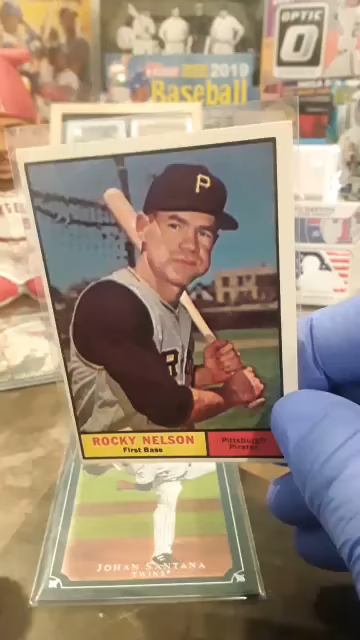 OPTIC
2019
Baseball
P
ROCKY NELSON
First Base
Pittsburgh
Pirates
JOHAN SANTANA
TWINS